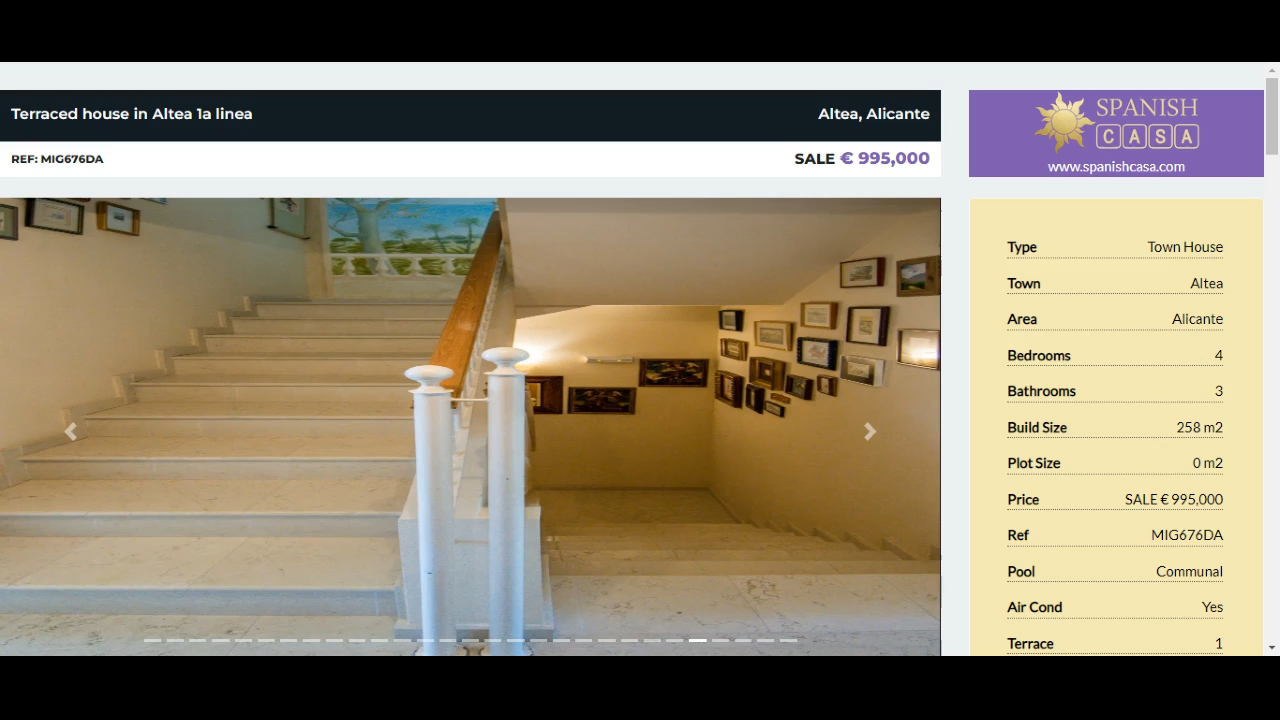 Terraced house in Altea 1a linea
Altea, Alicante
REF: MIG676DA
SALE € 995,000
SPANISH
CASA
www.spanishcasa.com
Type Town House
Town Altea
Area Alicante
Bedrooms 4
Bathrooms 3
Build Size 258 m2
Plot Size 0 m2
Price SALE € 995,000
Ref MIG676DA
Pool Communal
Air Cond Yes
Terrace 1